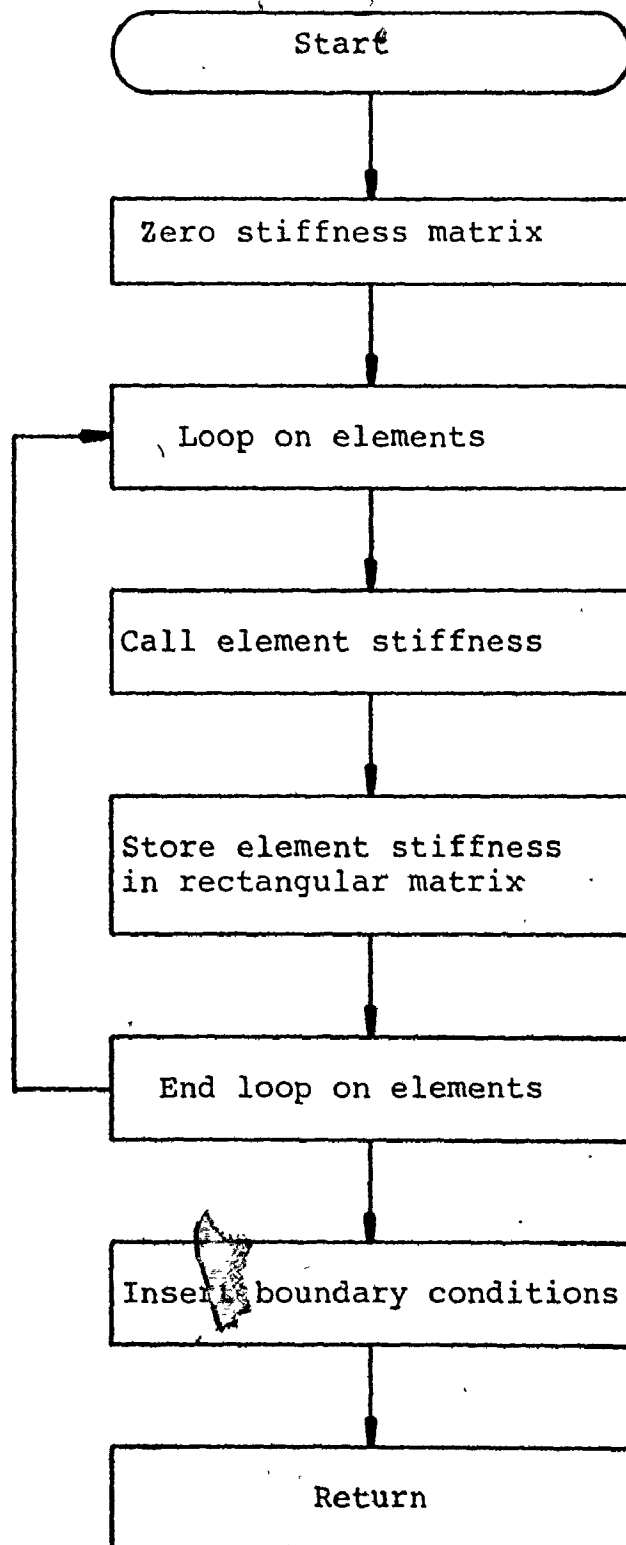 Start
Zero stiffness matrix
Loop on elements
Call element stiffness
Store element stiffness
in rectangular matrix
End loop on elements
Insert boundary conditions
Return